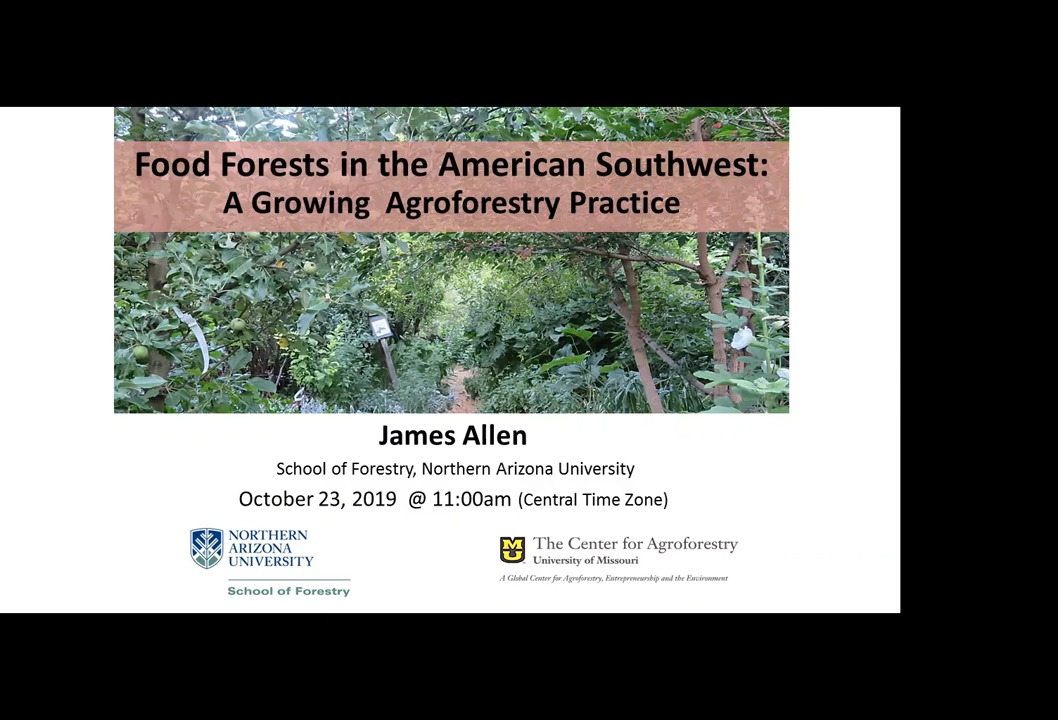 Food Forests in the American Southwest:
A Growing Agroforestry Practice
James Allen
School of Forestry, Northern Arizona University
October 23, 2019 @ 11:00am (Central Time Zone)
NORTHERN
ARIZONA
UNIVERSITY
School of Forestry
The Center for Agroforestry
University of Missouri
A Global Center for Agroforestry, Entrepreneurship and the Environment